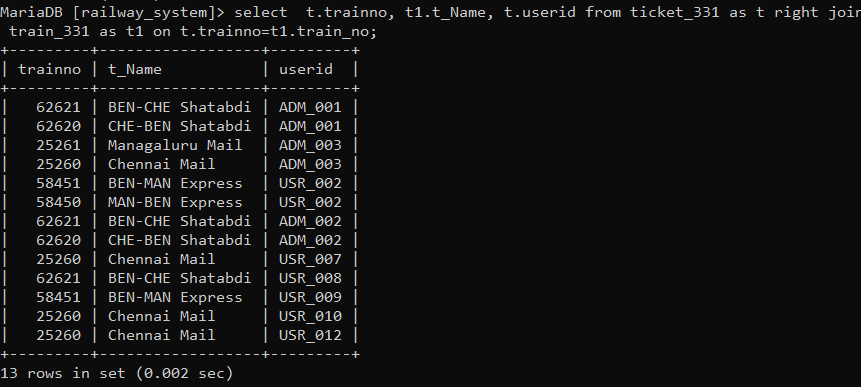 MariaDB [railway_system]> select  t.trainno, t1.t_Name, t.userid from ticket_331 as t right join
 train_331 as t1 on t.trainno=t1.train_no;
+---------+------------------+---------+
| trainno | t_Name           | userid  |
+---------+------------------+---------+
|   62621 | BEN-CHE Shatabdi | ADM_001 |
|   62620 | CHE-BEN Shatabdi | ADM_001 |
|   25261 | Managaluru Mail  | ADM_003 |
|   25260 | Chennai Mail     | ADM_003 |
|   58451 | BEN-MAN Express  | USR_002 |
|   58450 | MAN-BEN Express  | USR_002 |
|   62621 | BEN-CHE Shatabdi | ADM_002 |
|   62620 | CHE-BEN Shatabdi | ADM_002 |
|   25260 | Chennai Mail     | USR_007 |
|   62621 | BEN-CHE Shatabdi | USR_008 |
|   58451 | BEN-MAN Express  | USR_009 |
|   25260 | Chennai Mail     | USR_010 |
|   25260 | Chennai Mail     | USR_012 |
+---------+------------------+---------+
13 rows in set (0.002 sec)